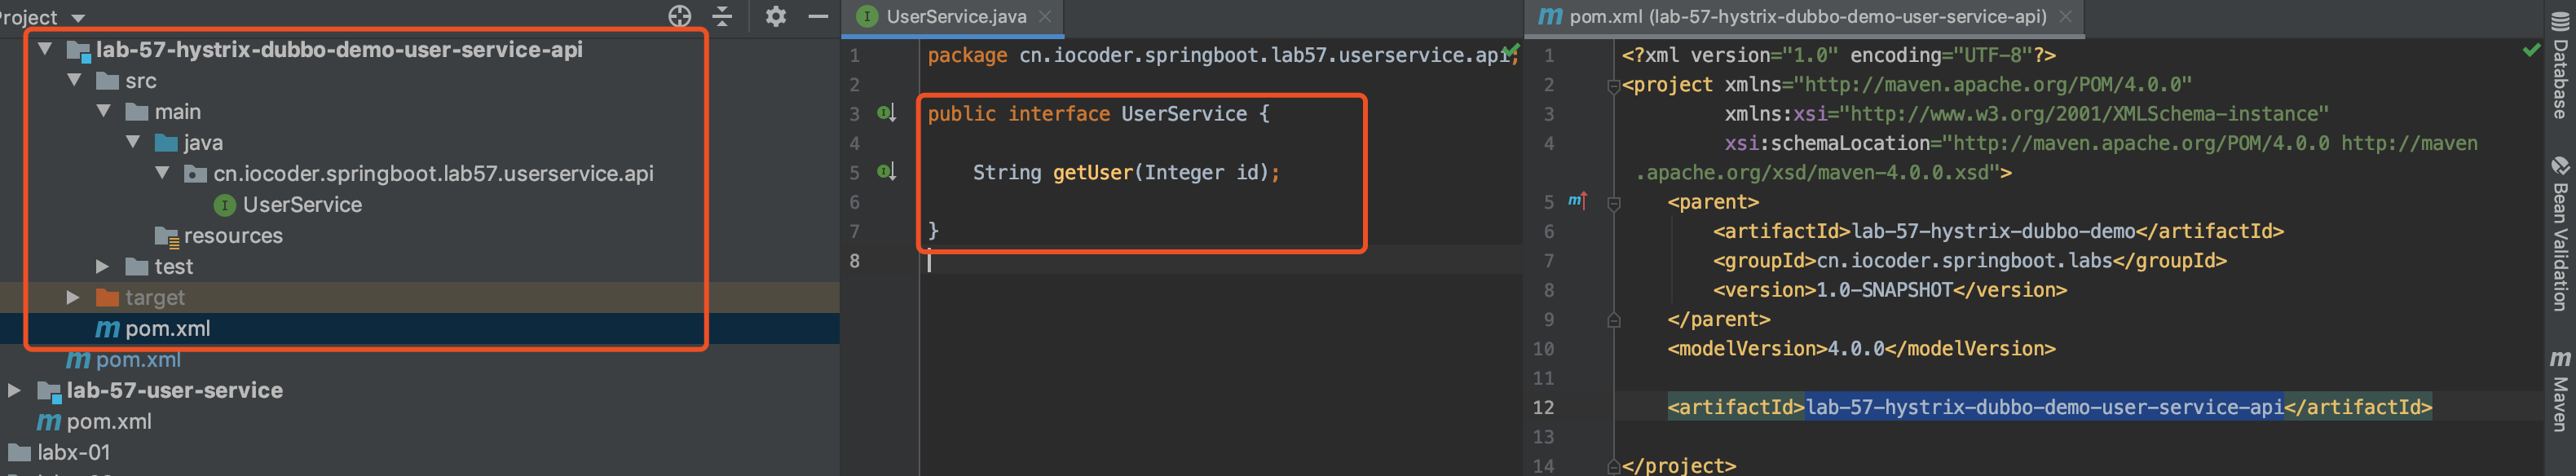 Project
lab-57-hystrix-dubbo-demo-user-service-api
src
main
java
cn.iocoder.springboot.lab57.userservice.api
UserService
resources
test
target
pom.xml
pom.xml
lab-57-user-service
pom.xml
labx-01
UserService.java
1 package cn.iocoder.springboot.lab57.userservice.api;
2
3 public interface UserService {
4
5 String getUser(Integer id);
6
7 }
8
pom.xml (lab-57-hystrix-dubbo-demo-user-service-api)
1 <?xml version="1.0" encoding="UTF-8"?>
2 <project xmlns="http://maven.apache.org/POM/4.0.0"
3 xmlns:xsi="http://www.w3.org/2001/XMLSchema-instance"
4 xsi:schemaLocation="http://maven.apache.org/POM/4.0.0 http://maven
.apache.org/xsd/maven-4.0.0.xsd">
5 <parent>
6 <artifactId>lab-57-hystrix-dubbo-demo</artifactId>
7 <groupId>cn.iocoder.springboot.labs</groupId>
8 <version>1.0-SNAPSHOT</version>
9 </parent>
10 <modelVersion>4.0.0</modelVersion>
11
12 <artifactId>lab-57-hystrix-dubbo-demo-user-service-api</artifactId>
13
14 </project>
Database
Bean Validation
Maven